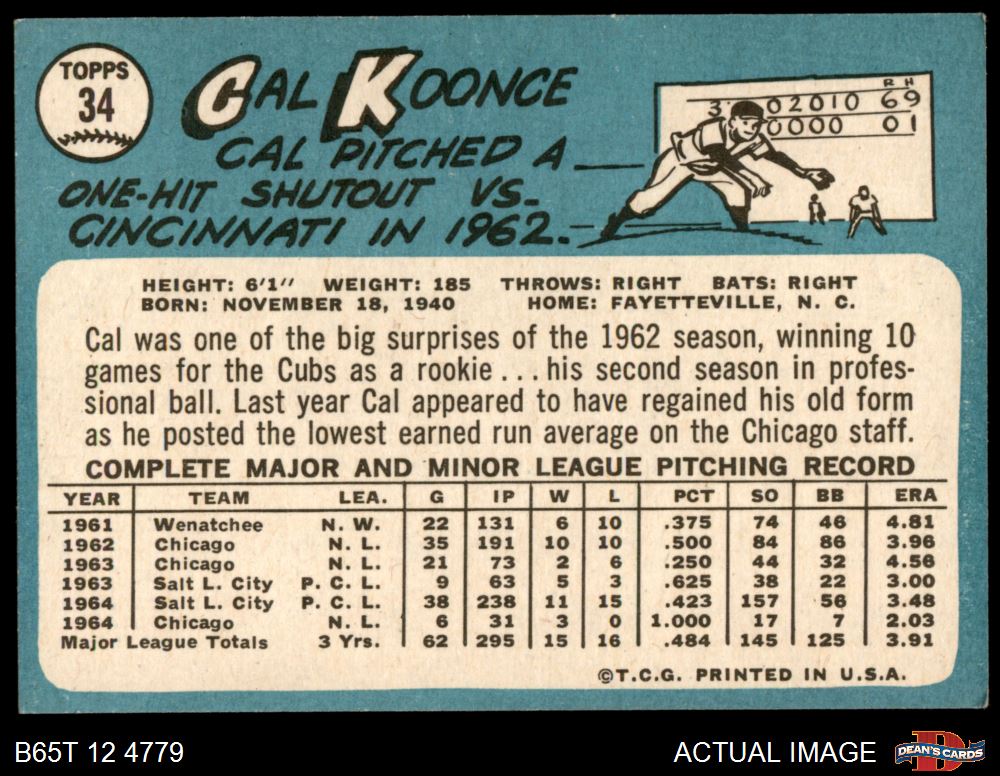 TOPPS
34
CAL KOONCE
CAL PITCHED A
ONE-HIT SHUTOUT VS.
CINCINNATI IN 1962.
R H
3 02010 69
0000 01
HEIGHT: 6'1" WEIGHT: 185 THROWS: RIGHT BATS: RIGHT
BORN: NOVEMBER 18, 1940 HOME: FAYETTEVILLE, N. C.
Cal was one of the big surprises of the 1962 season, winning 10
games for the Cubs as a rookie . . . his second season in profes-
sional ball. Last year Cal appeared to have regained his old form
as he posted the lowest earned run average on the Chicago staff.
COMPLETE MAJOR AND MINOR LEAGUE PITCHING RECORD
YEAR TEAM LEA. G IP W L PCT SO BB ERA
1961 Wenatchee N. W. 22 131 6 10 .375 74 46 4.81
1962 Chicago N. L. 35 191 10 10 .500 84 86 3.96
1963 Chicago N. L. 21 73 2 6 .250 44 32 4.56
1963 Salt L. City P. C. L. 9 63 5 3 .625 38 22 3.00
1964 Salt L. City P. C. L. 38 238 11 15 .423 157 56 3.48
1964 Chicago N. L. 6 31 3 0 1.000 17 7 2.03
Major League Totals 3 Yrs. 62 295 15 16 .484 145 125 3.91
©T.C.G. PRINTED IN U.S.A.
B65T 12 4779 ACTUAL IMAGE D DEAN'S CARDS